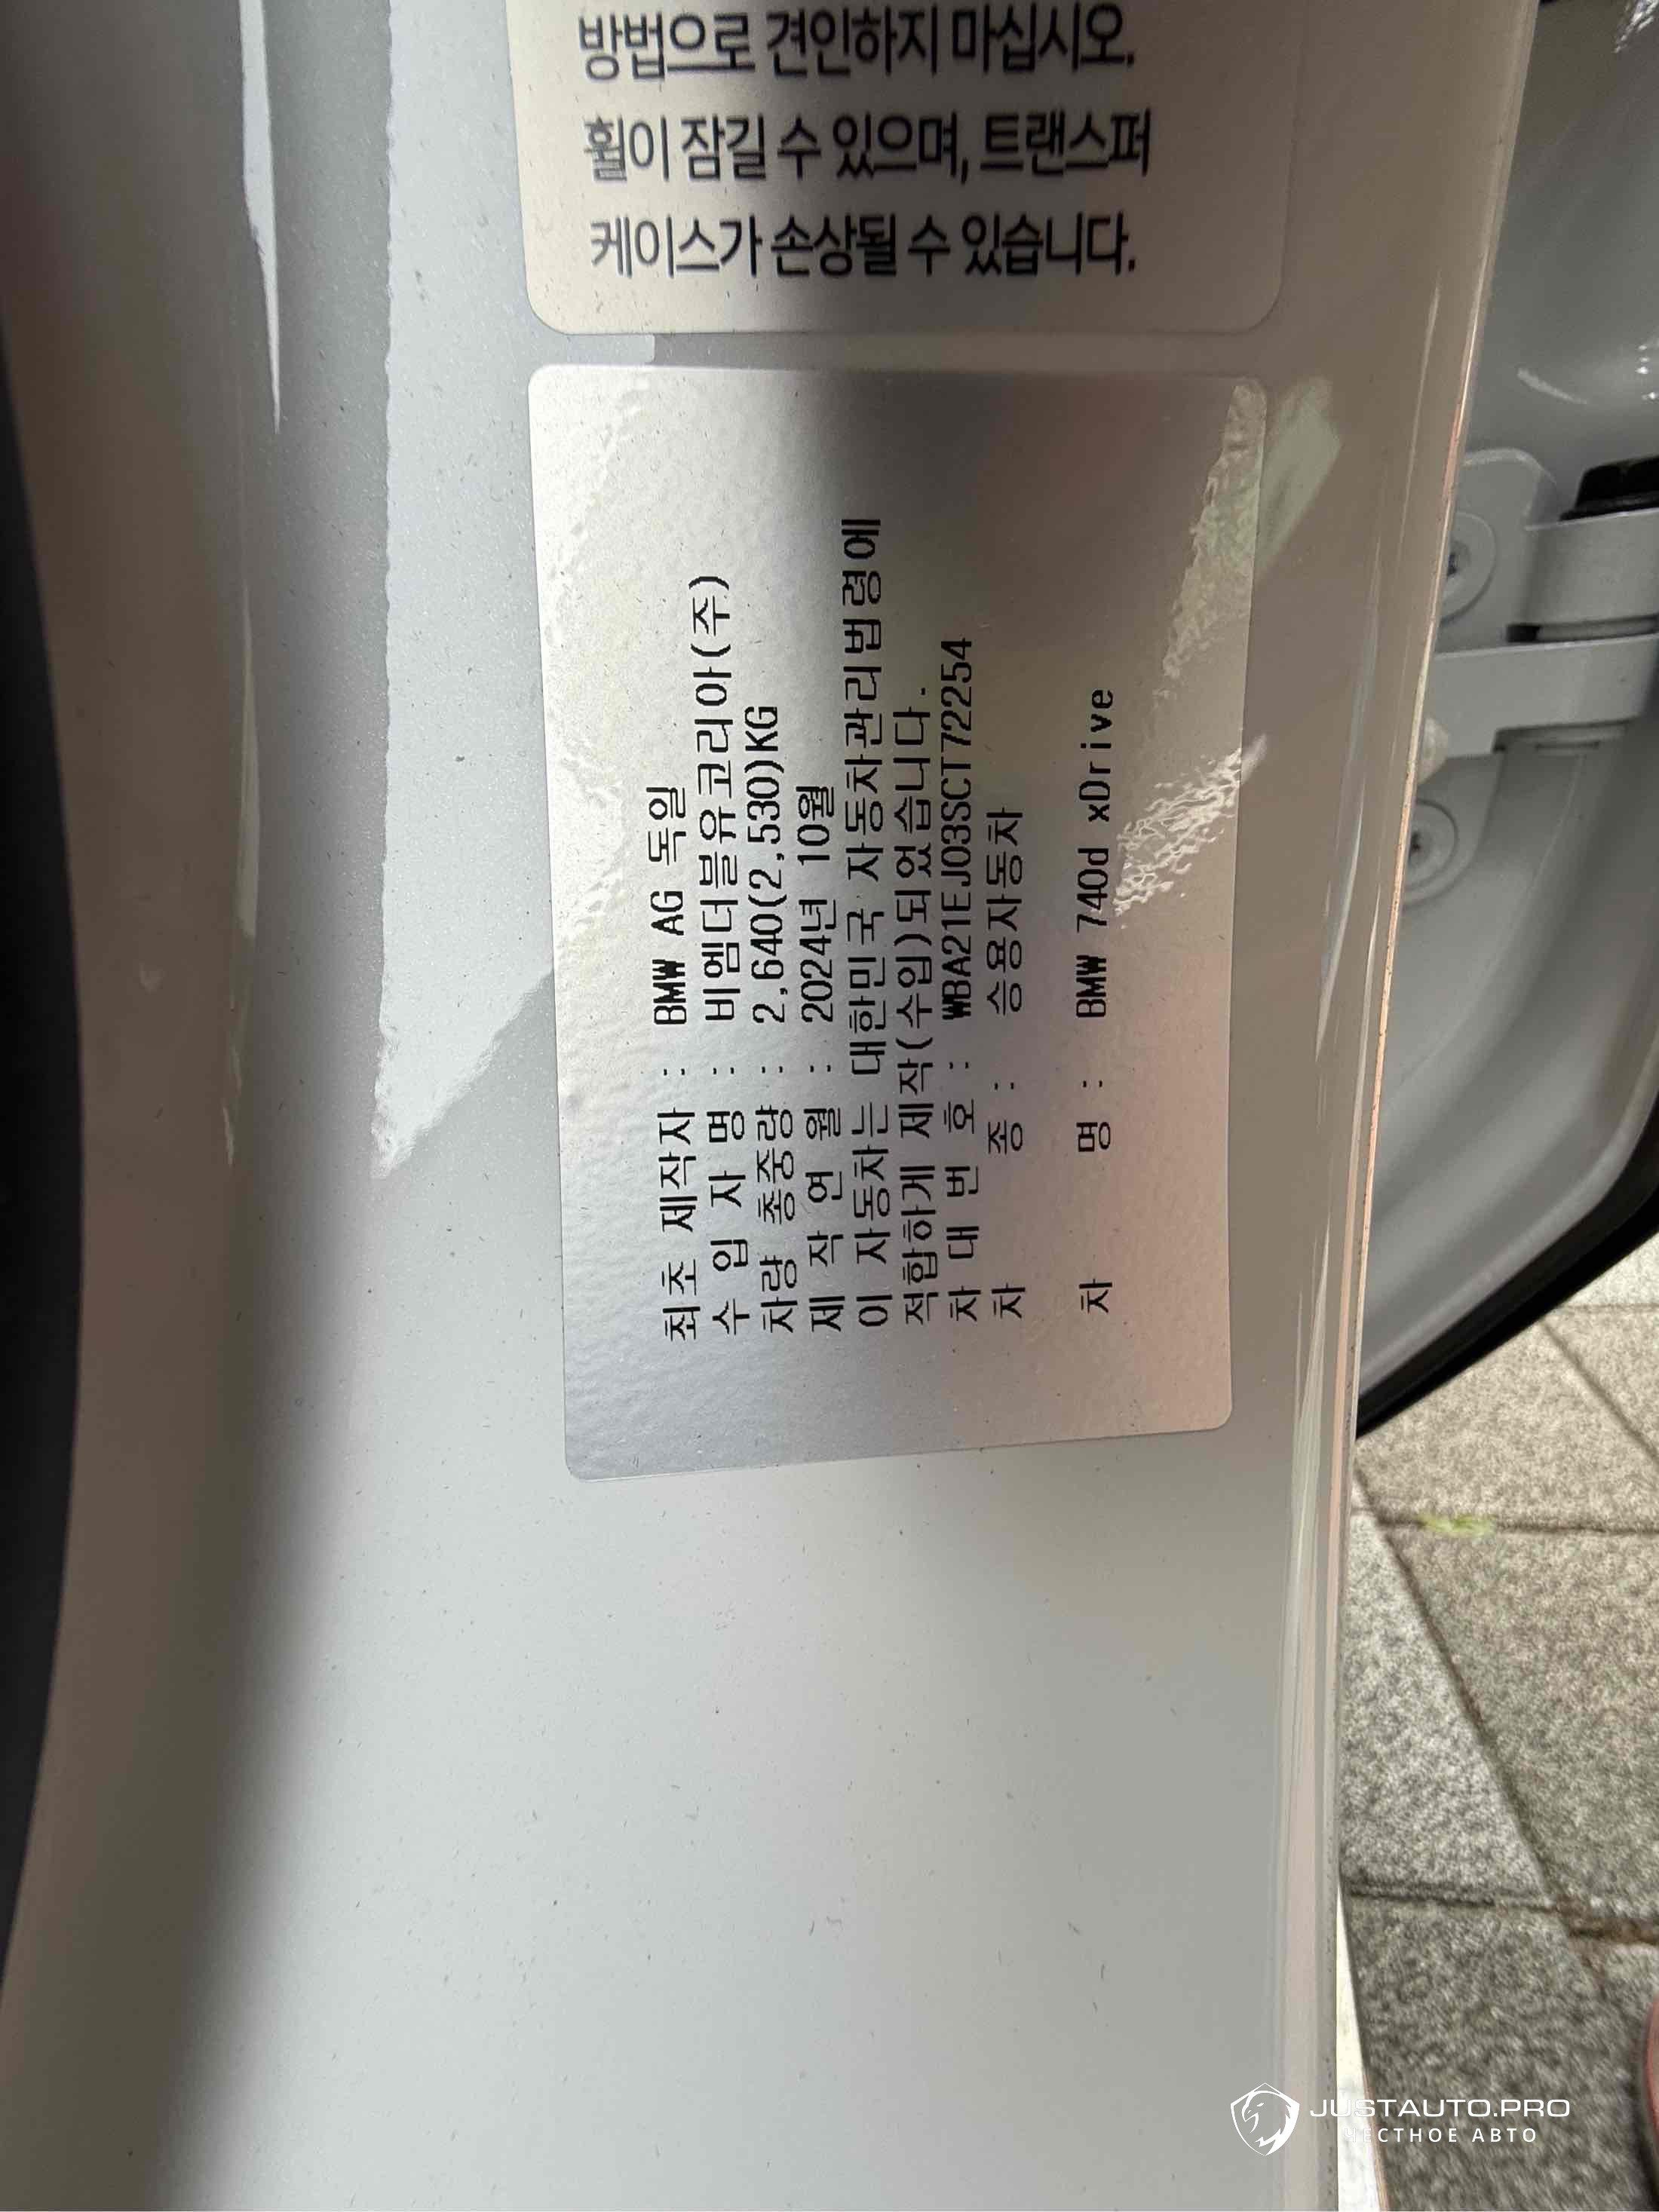 방법으로 견인하지 마십시오.
휠이 잠길 수 있으며, 트랜스퍼
케이스가 손상될 수 있습니다.
최초 제작자 : BMW AG 독일
수 입 자 명 : 비엠더블유코리아(주)
차량 총중량 : 2,640(2,530)KG
제 작 연 월 : 2024년 10월
이 자동차는 대한민국 자동차관리법령에
적합하게 제작(수입)되었습니다.
차 대 번 호 : WBA21EJ03SCT72254
차 종 : 승용자동차
차 명 : BMW 740d xDrive
JUSTAUTO.PRO
ЧЕСТНОЕ АВТО